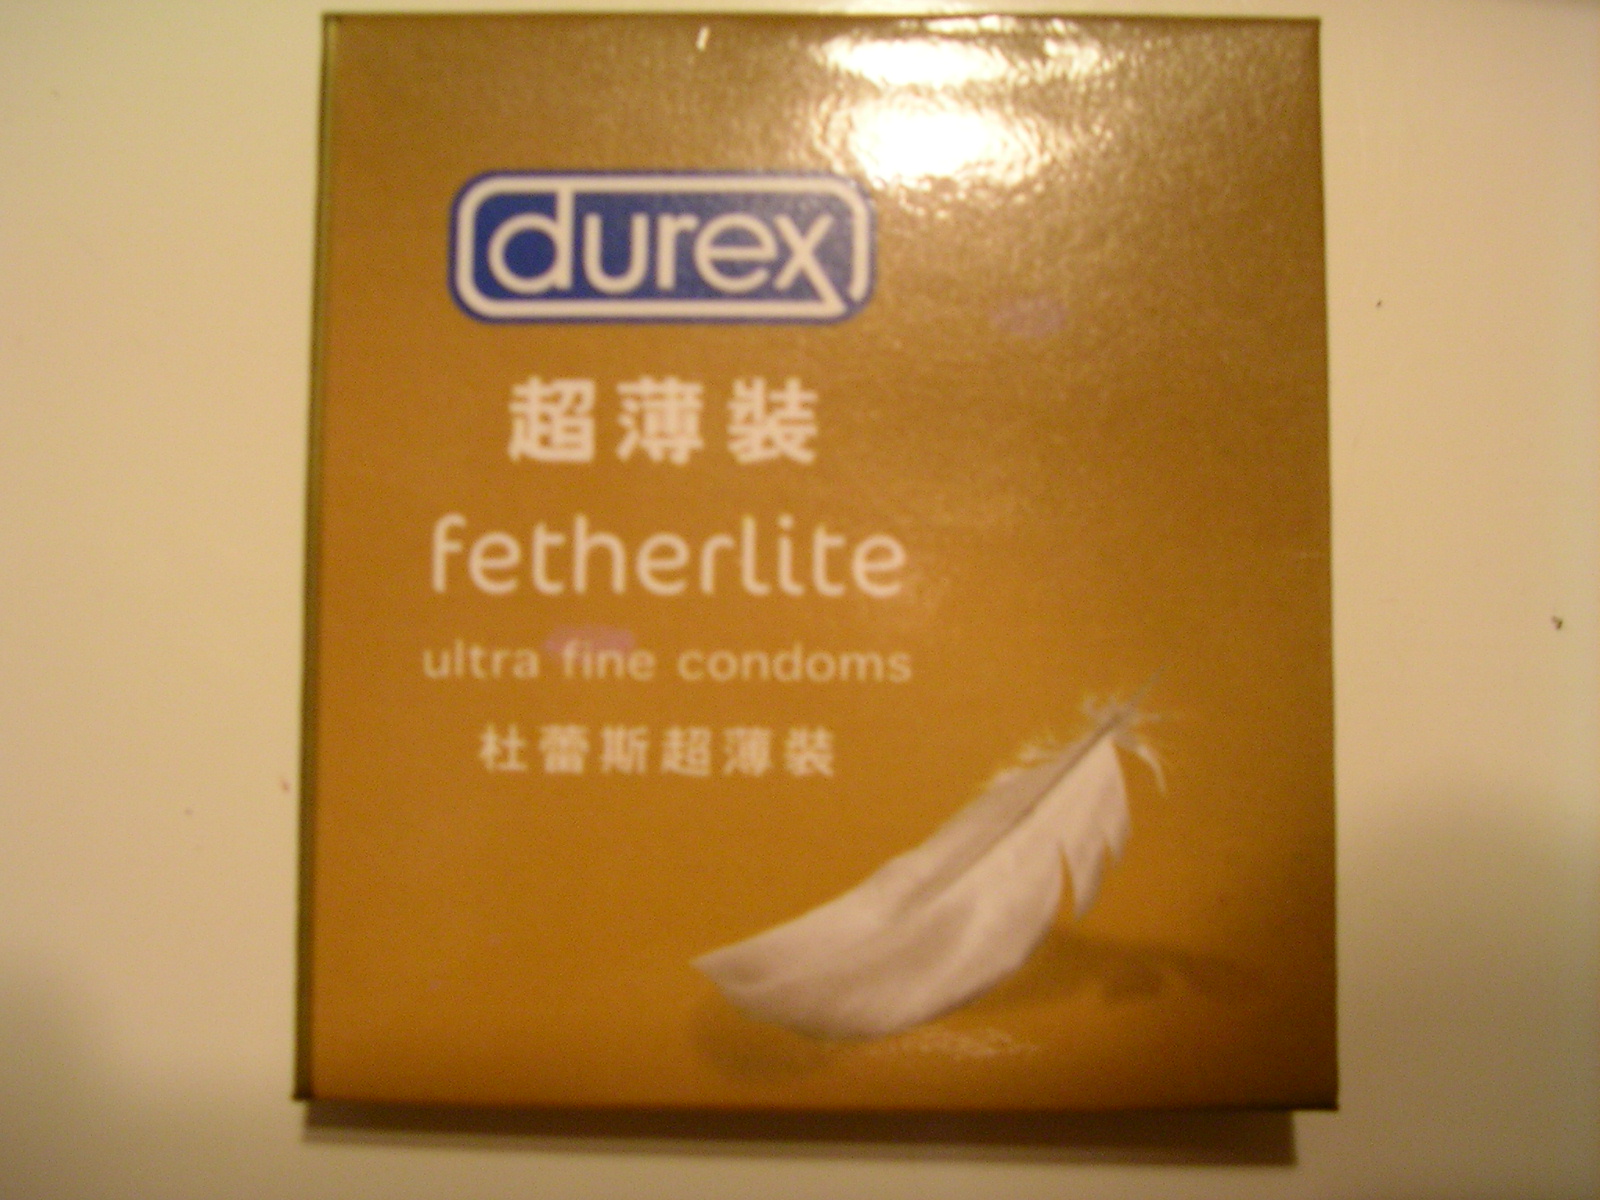 durex
超薄裝
fetherlite
ultra fine condoms
杜蕾斯超薄裝